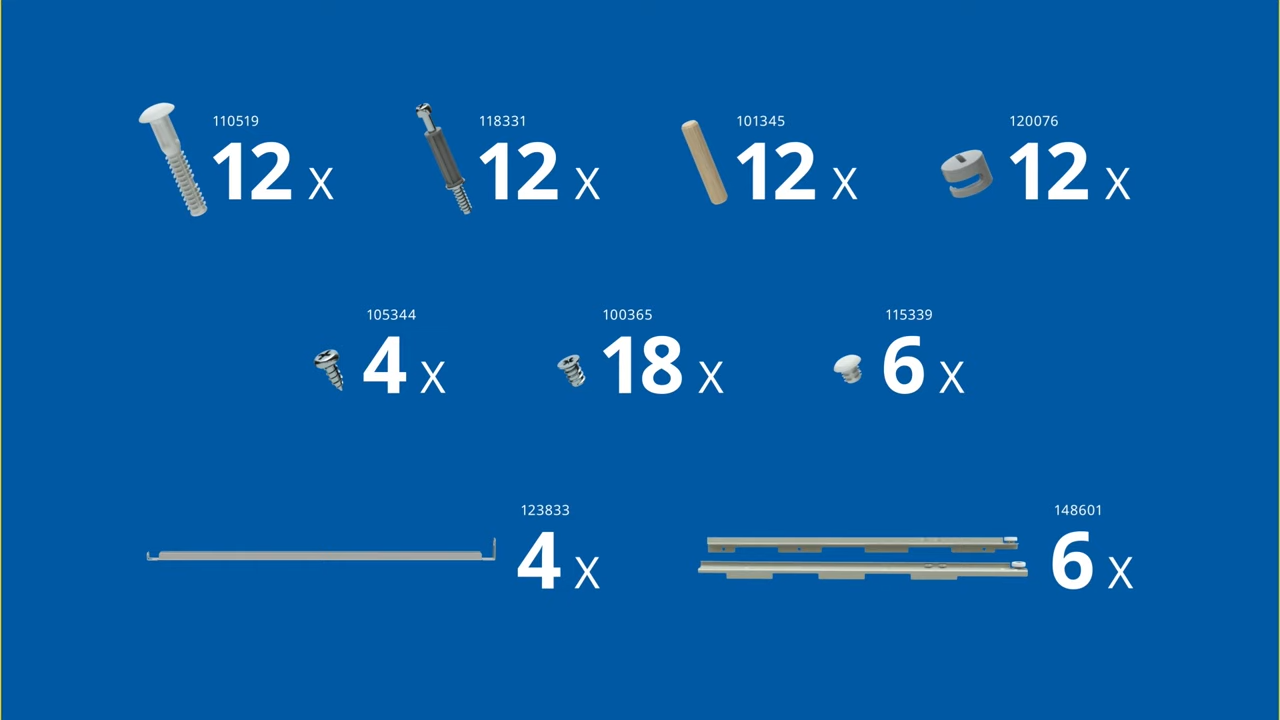 110519
12 X
118331
12 X
101345
12 X
120076
12 X
105344
4 X
100365
18 X
115339
6 X
123833
4 X
148601
6 X